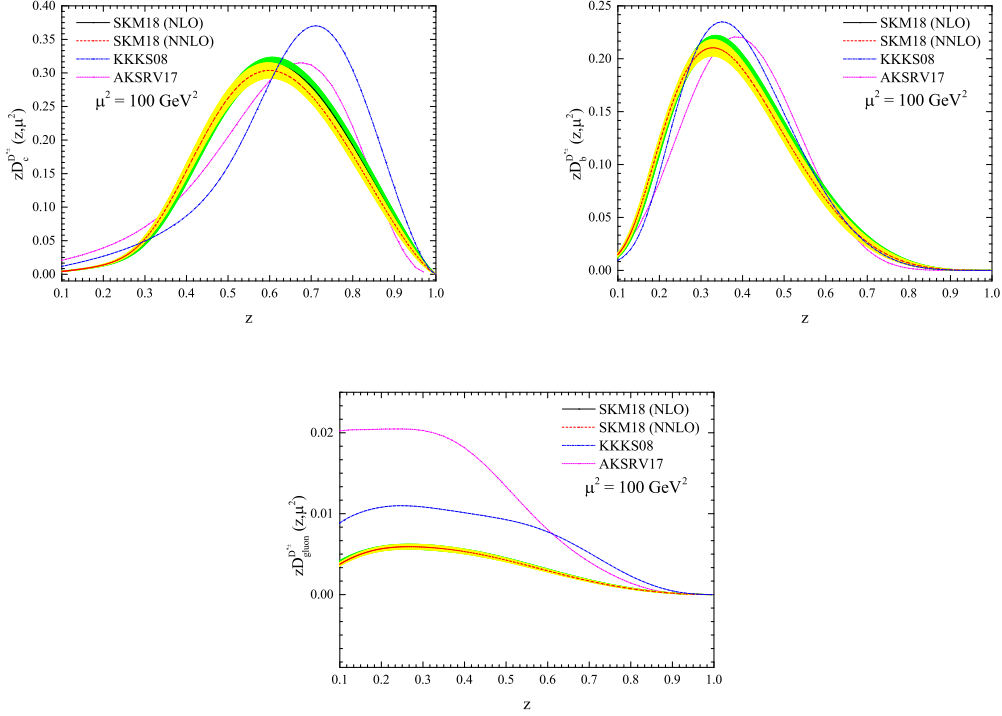 SKM18 (NLO)
SKM18 (NNLO)
KKKS08
AKSRV17
μ² = 100 GeV²
zD_c^{D*±} (z,μ²)
0.40
0.35
0.30
0.25
0.20
0.15
0.10
0.05
0.00
0.1 0.2 0.3 0.4 0.5 0.6 0.7 0.8 0.9 1.0
z
SKM18 (NLO)
SKM18 (NNLO)
KKKS08
AKSRV17
μ² = 100 GeV²
zD_b^{D*±} (z,μ²)
0.25
0.20
0.15
0.10
0.05
0.00
0.1 0.2 0.3 0.4 0.5 0.6 0.7 0.8 0.9 1.0
z
SKM18 (NLO)
SKM18 (NNLO)
KKKS08
AKSRV17
μ² = 100 GeV²
zD_gluon^{D*±} (z,μ²)
0.02
0.01
0.00
0.1 0.2 0.3 0.4 0.5 0.6 0.7 0.8 0.9 1.0
z